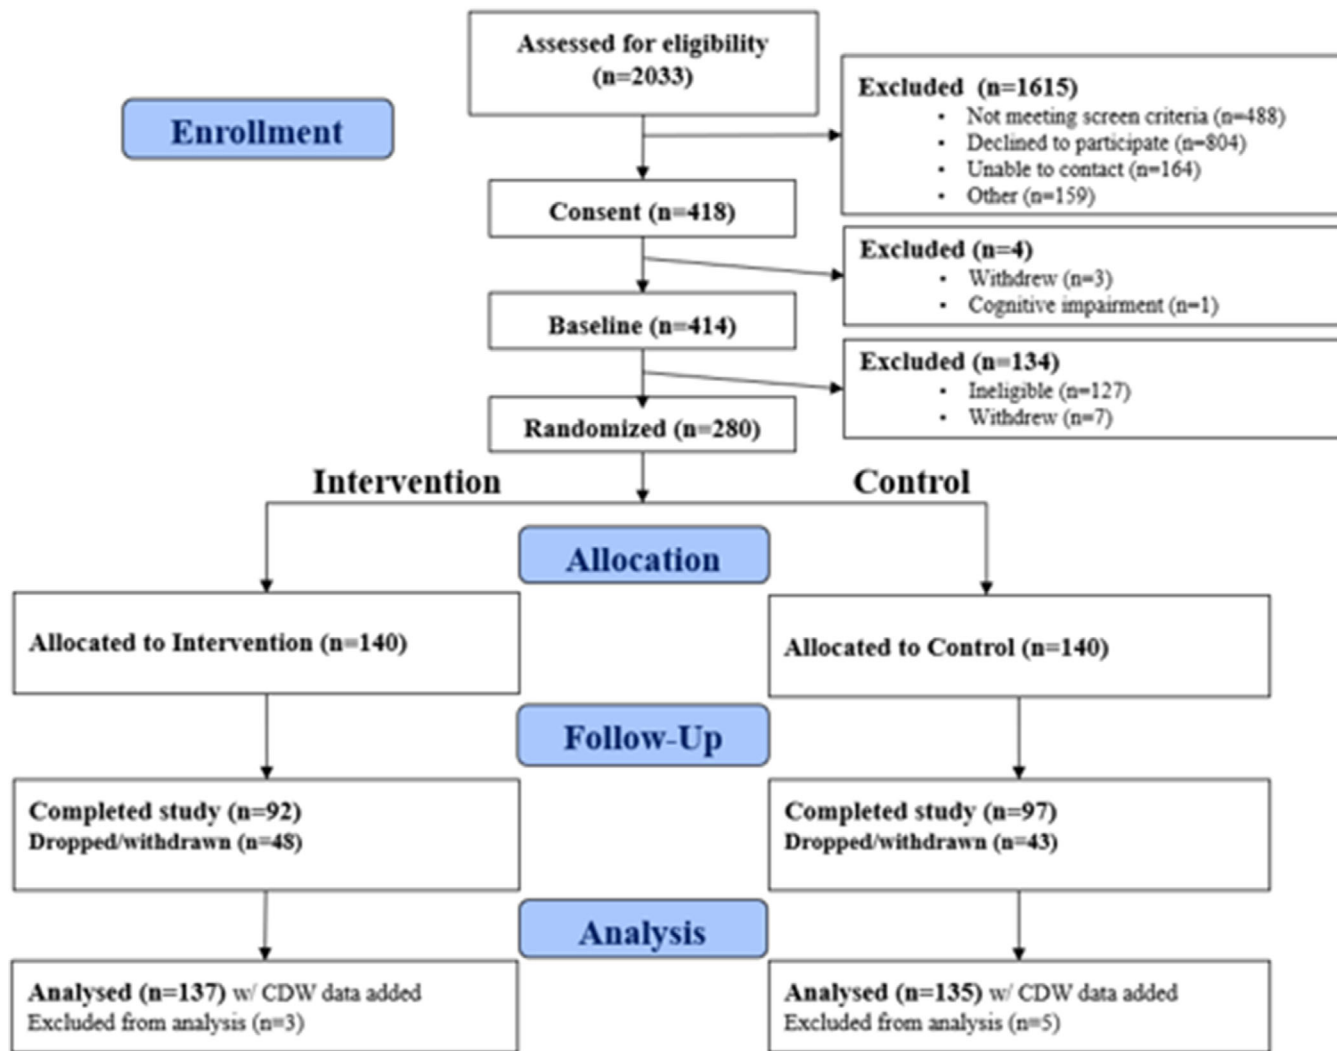 Assessed for eligibility
(n=2033)
Excluded (n=1615)
• Not meeting screen criteria (n=488)
• Declined to participate (n=804)
• Unable to contact (n=164)
• Other (n=159)
Enrollment
Consent (n=418)
Excluded (n=4)
• Withdrew (n=3)
• Cognitive impairment (n=1)
Baseline (n=414)
Excluded (n=134)
• Ineligible (n=127)
• Withdrew (n=7)
Randomized (n=280)
Intervention
Control
Allocation
Allocated to Intervention (n=140)
Allocated to Control (n=140)
Follow-Up
Completed study (n=92)
Dropped/withdrawn (n=48)
Completed study (n=97)
Dropped/withdrawn (n=43)
Analysis
Analysed (n=137) w/ CDW data added
Excluded from analysis (n=3)
Analysed (n=135) w/ CDW data added
Excluded from analysis (n=5)